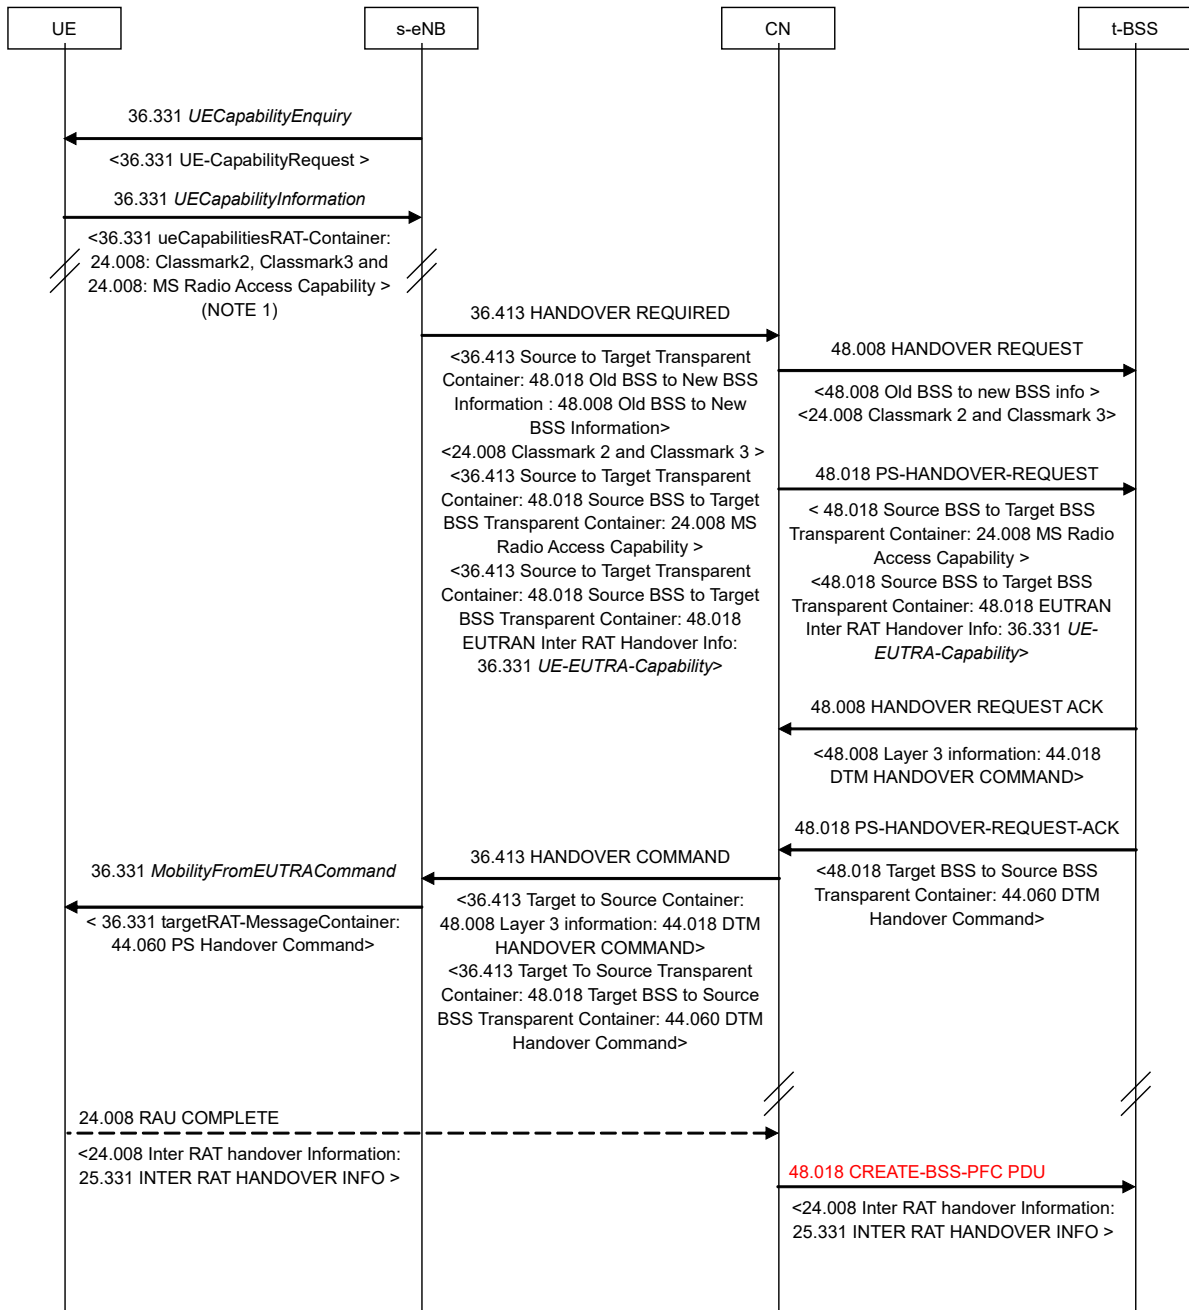 UE
s-eNB
CN
t-BSS
36.331 UECapabilityEnquiry
<36.331 UE-CapabilityRequest >
36.331 UECapabilityInformation
<36.331 ueCapabilitiesRAT-Container:
24.008: Classmark2, Classmark3 and
24.008: MS Radio Access Capability >
(NOTE 1)
36.413 HANDOVER REQUIRED
<36.413 Source to Target Transparent
Container: 48.018 Old BSS to New BSS
Information : 48.008 Old BSS to New
BSS Information>
<24.008 Classmark 2 and Classmark 3 >
<36.413 Source to Target Transparent
Container: 48.018 Source BSS to Target
BSS Transparent Container: 24.008 MS
Radio Access Capability >
<36.413 Source to Target Transparent
Container: 48.018 Source BSS to Target
BSS Transparent Container: 48.018
EUTRAN Inter RAT Handover Info:
36.331 UE-EUTRA-Capability>
48.008 HANDOVER REQUEST
<48.008 Old BSS to new BSS info >
<24.008 Classmark 2 and Classmark 3>
48.018 PS-HANDOVER-REQUEST
< 48.018 Source BSS to Target BSS
Transparent Container: 24.008 MS Radio
Access Capability >
<48.018 Source BSS to Target BSS
Transparent Container: 48.018 EUTRAN
Inter RAT Handover Info: 36.331 UE-
EUTRA-Capability>
48.008 HANDOVER REQUEST ACK
<48.008 Layer 3 information: 44.018
DTM HANDOVER COMMAND>
48.018 PS-HANDOVER-REQUEST-ACK
<48.018 Target BSS to Source BSS
Transparent Container: 44.060 DTM
Handover Command>
36.413 HANDOVER COMMAND
<36.413 Target to Source Container:
48.008 Layer 3 information: 44.018 DTM
HANDOVER COMMAND>
<36.413 Target To Source Transparent
Container: 48.018 Target BSS to Source
BSS Transparent Container: 44.060 DTM
Handover Command>
36.331 MobilityFromEUTRACommand
< 36.331 targetRAT-MessageContainer:
44.060 PS Handover Command>
24.008 RAU COMPLETE
<24.008 Inter RAT handover Information:
25.331 INTER RAT HANDOVER INFO >
48.018 CREATE-BSS-PFC PDU
<24.008 Inter RAT handover Information:
25.331 INTER RAT HANDOVER INFO >